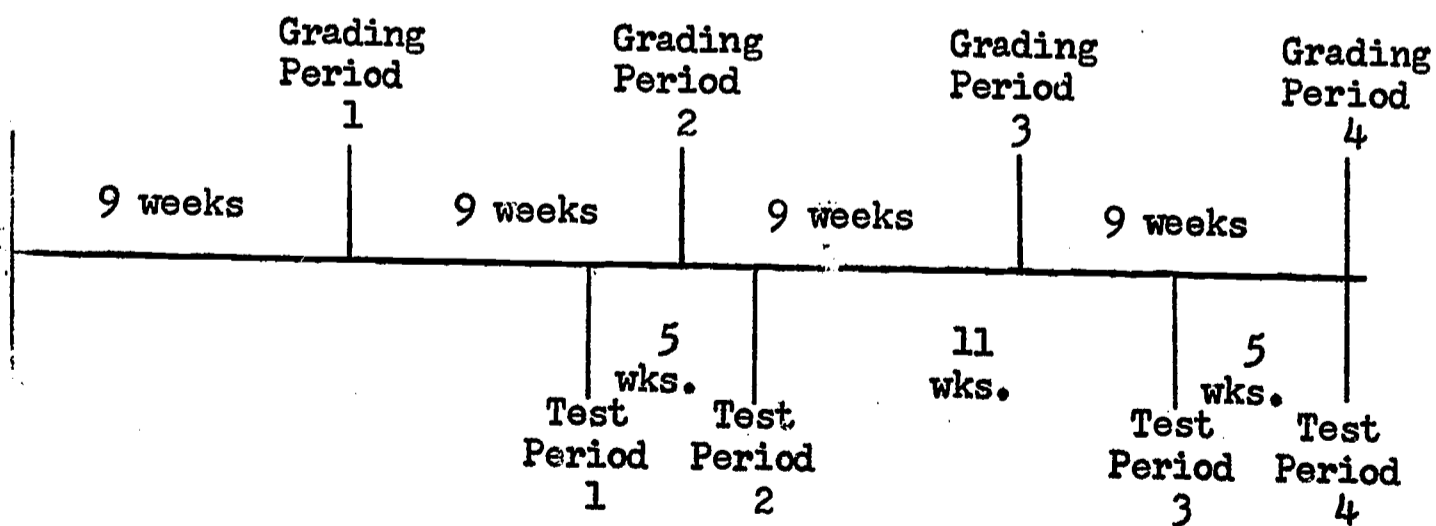 Grading
Period
1
Grading
Period
2
Grading
Period
3
Grading
Period
4
9 weeks
9 weeks
9 weeks
9 weeks
5
wks.
11
wks.
5
wks.
Test
Period
1
Test
Period
2
Test
Period
3
Test
Period
4